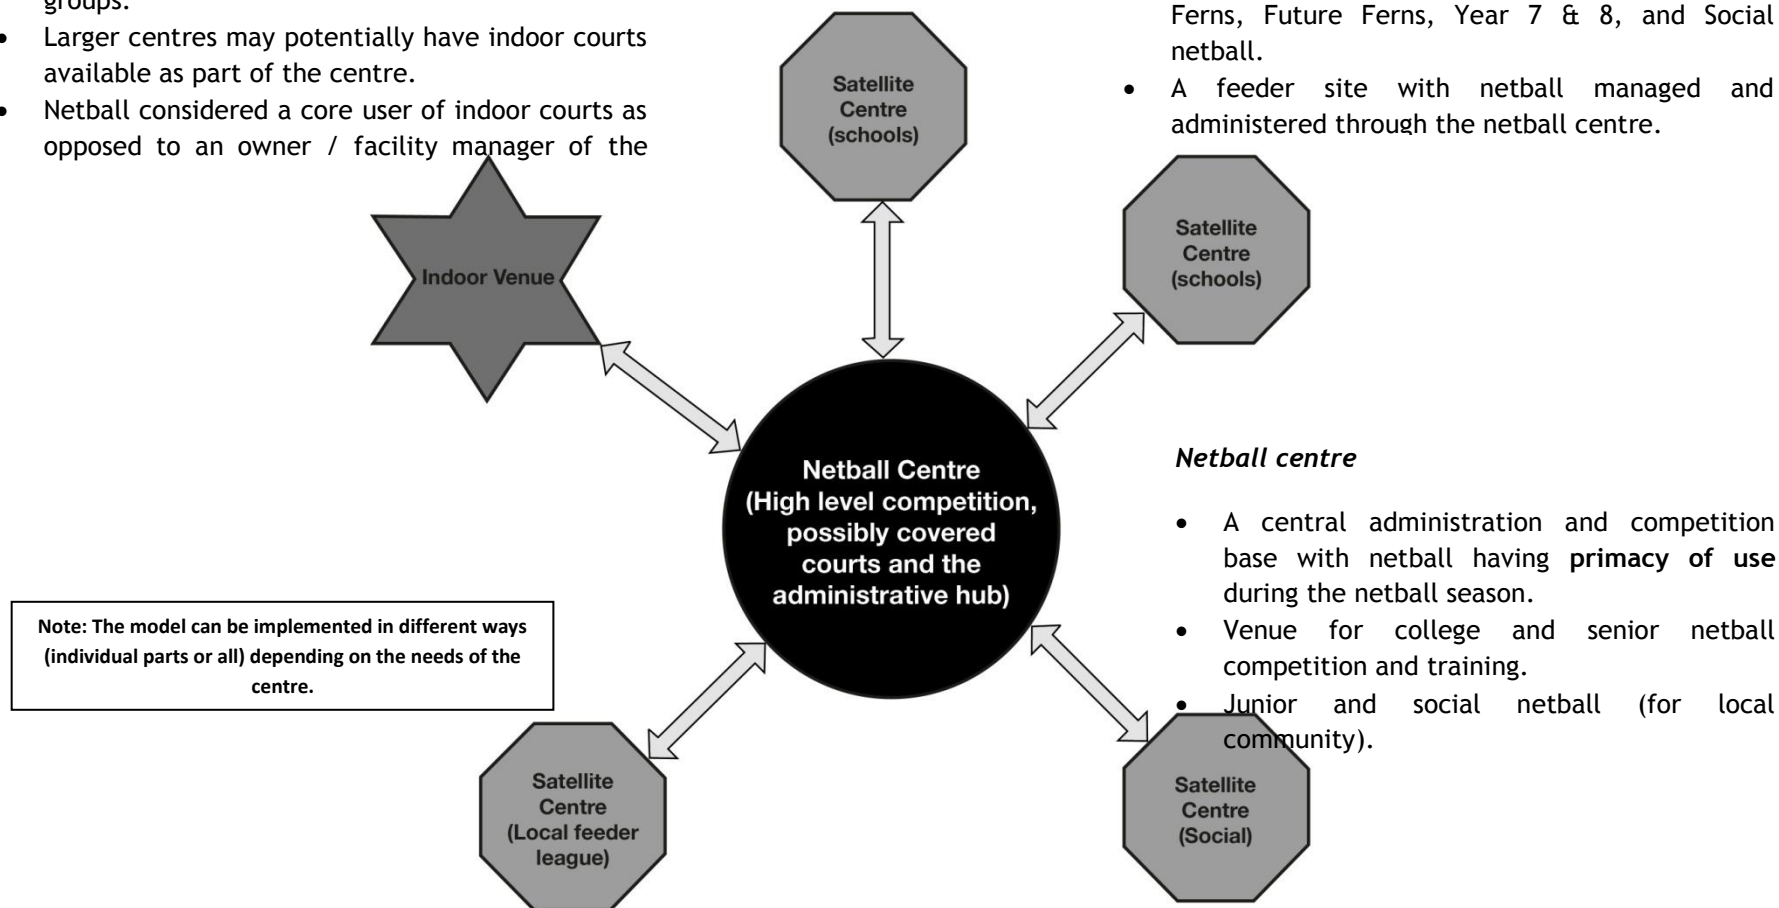 groups.
• Larger centres may potentially have indoor courts
available as part of the centre.
• Netball considered a core user of indoor courts as
opposed to an owner / facility manager of the
Ferns, Future Ferns, Year 7 & 8, and Social
netball.
• A feeder site with netball managed and
administered through the netball centre.
Satellite
Centre
(schools)
Satellite
Centre
(schools)
Indoor Venue
Netball Centre
(High level competition,
possibly covered
courts and the
administrative hub)
Netball centre
• A central administration and competition
base with netball having primacy of use
during the netball season.
• Venue for college and senior netball
competition and training.
• Junior and social netball (for local
community).
Note: The model can be implemented in different ways
(individual parts or all) depending on the needs of the
centre.
Satellite
Centre
(Local feeder
league)
Satellite
Centre
(Social)